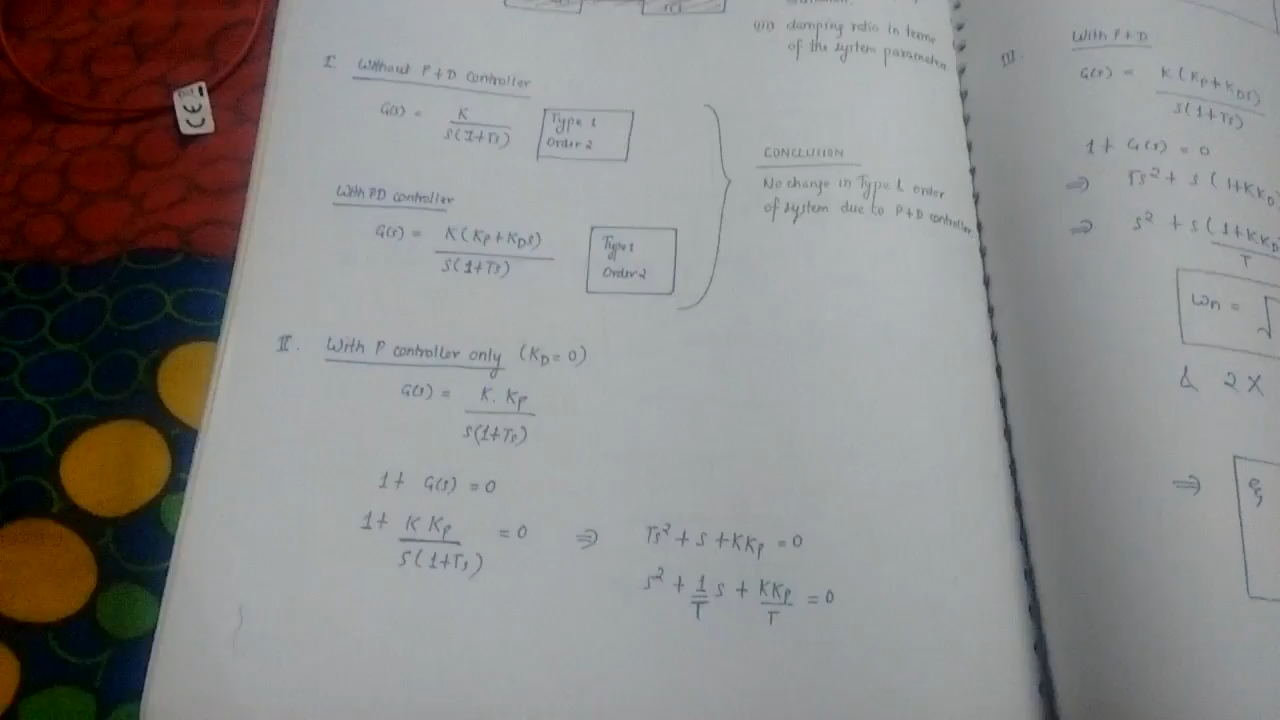 (iii) damping ratio in terms
of the system parameters
I. Without P+D controller
G(s) = K / s(1+Ts)
Type 1
Order 2
With PD controller
G(s) = K(Kp+KDs) / s(1+Ts)
Type 1
Order 2
CONCLUSION
No change in Type & order
of system due to P+D controller
II. With P controller only (KD=0)
G(s) = K. Kp / s(1+Ts)
1+ G(s) = 0
1+ K Kp / s(1+Ts) = 0 ⇒ Ts² + s + KKp = 0
s² + 1/T s + KKp/T = 0
III. With P+D
G(s) = K(Kp+KDs) / s(1+Ts)
1+ G(s) = 0
⇒ Ts² + s(1+KKD
⇒ s² + s(1+KKD / T
ωn = √
& 2×
⇒ ξ
CE